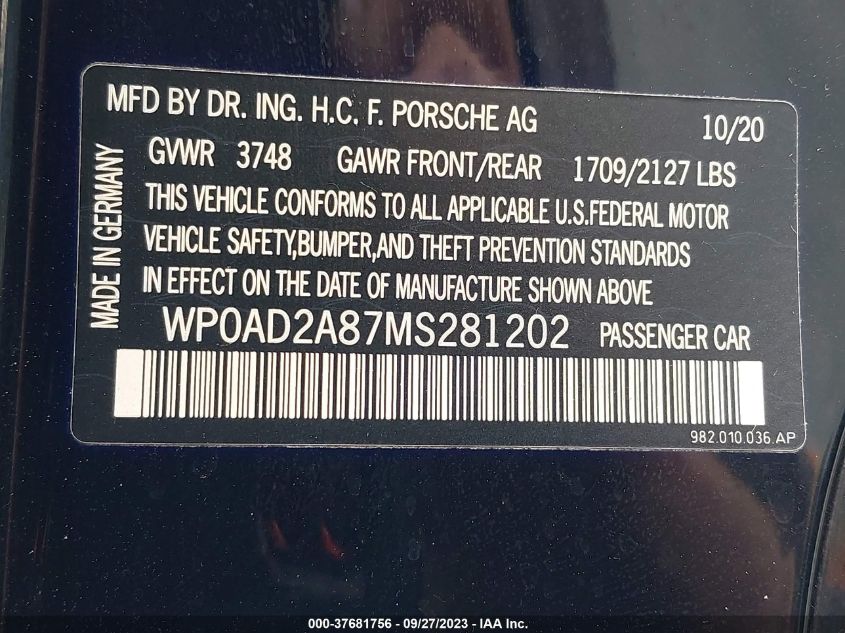 MFD BY DR. ING. H.C. F. PORSCHE AG 10/20
GVWR 3748 GAWR FRONT/REAR 1709/2127 LBS
THIS VEHICLE CONFORMS TO ALL APPLICABLE U.S.FEDERAL MOTOR
VEHICLE SAFETY,BUMPER,AND THEFT PREVENTION STANDARDS
IN EFFECT ON THE DATE OF MANUFACTURE SHOWN ABOVE
MADE IN GERMANY
WP0AD2A87MS281202 PASSENGER CAR
982.010.036.AP
000-37681756 - 09/27/2023 - IAA Inc.